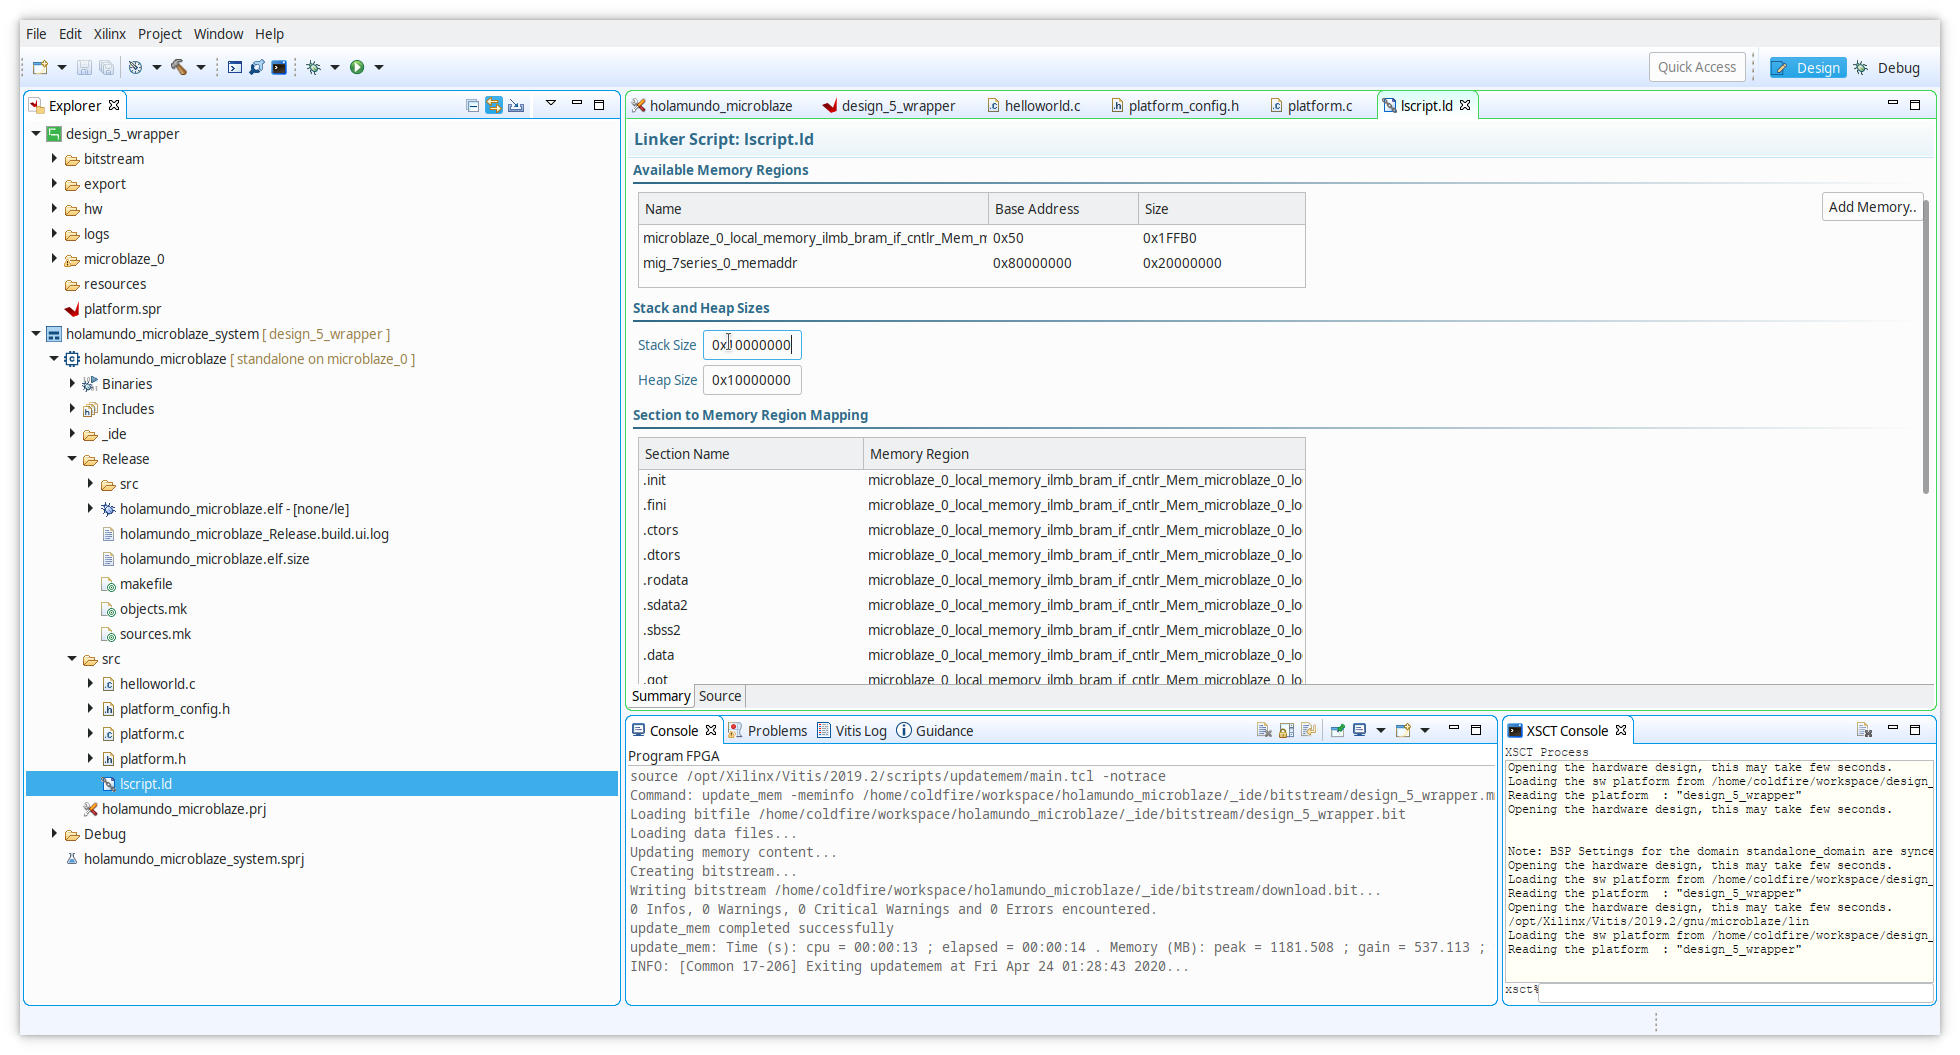 File Edit Xilinx Project Window Help
Quick Access Design Debug
Explorer
design_5_wrapper
bitstream
export
hw
logs
microblaze_0
resources
platform.spr
holamundo_microblaze_system [ design_5_wrapper ]
holamundo_microblaze [ standalone on microblaze_0 ]
Binaries
Includes
_ide
Release
src
holamundo_microblaze.elf - [none/le]
holamundo_microblaze_Release.build.ui.log
holamundo_microblaze.elf.size
makefile
objects.mk
sources.mk
src
helloworld.c
platform_config.h
platform.c
platform.h
lscript.ld
holamundo_microblaze.prj
Debug
holamundo_microblaze_system.sprj
holamundo_microblaze design_5_wrapper helloworld.c platform_config.h platform.c lscript.ld
Linker Script: lscript.ld
Available Memory Regions
Name Base Address Size
microblaze_0_local_memory_ilmb_bram_if_cntlr_Mem_m 0x50 0x1FFB0
mig_7series_0_memaddr 0x80000000 0x20000000
Add Memory..
Stack and Heap Sizes
Stack Size 0x10000000
Heap Size 0x10000000
Section to Memory Region Mapping
Section Name Memory Region
.init microblaze_0_local_memory_ilmb_bram_if_cntlr_Mem_microblaze_0_lo
.fini microblaze_0_local_memory_ilmb_bram_if_cntlr_Mem_microblaze_0_lo
.ctors microblaze_0_local_memory_ilmb_bram_if_cntlr_Mem_microblaze_0_lo
.dtors microblaze_0_local_memory_ilmb_bram_if_cntlr_Mem_microblaze_0_lo
.rodata microblaze_0_local_memory_ilmb_bram_if_cntlr_Mem_microblaze_0_lo
.sdata2 microblaze_0_local_memory_ilmb_bram_if_cntlr_Mem_microblaze_0_lo
.sbss2 microblaze_0_local_memory_ilmb_bram_if_cntlr_Mem_microblaze_0_lo
.data microblaze_0_local_memory_ilmb_bram_if_cntlr_Mem_microblaze_0_lo
.got microblaze_0_local_memory_ilmb_bram_if_cntlr_Mem_microblaze_0_lo
Summary Source
Console Problems Vitis Log Guidance
Program FPGA
source /opt/Xilinx/Vitis/2019.2/scripts/updatemem/main.tcl -notrace
Command: update_mem -meminfo /home/coldfire/workspace/holamundo_microblaze/_ide/bitstream/design_5_wrapper.m
Loading bitfile /home/coldfire/workspace/holamundo_microblaze/_ide/bitstream/design_5_wrapper.bit
Loading data files...
Updating memory content...
Creating bitstream...
Writing bitstream /home/coldfire/workspace/holamundo_microblaze/_ide/bitstream/download.bit...
0 Infos, 0 Warnings, 0 Critical Warnings and 0 Errors encountered.
update_mem completed successfully
update_mem: Time (s): cpu = 00:00:13 ; elapsed = 00:00:14 . Memory (MB): peak = 1181.508 ; gain = 537.113 ;
INFO: [Common 17-206] Exiting updatemem at Fri Apr 24 01:28:43 2020...
XSCT Console
XSCT Process
Opening the hardware design, this may take few seconds.
Loading the sw platform from /home/coldfire/workspace/design_
Reading the platform : "design_5_wrapper"
Opening the hardware design, this may take few seconds.
Note: BSP Settings for the domain standalone_domain are synce
Opening the hardware design, this may take few seconds.
Loading the sw platform from /home/coldfire/workspace/design_
Reading the platform : "design_5_wrapper"
Opening the hardware design, this may take few seconds.
/opt/Xilinx/Vitis/2019.2/gnu/microblaze/lin
Loading the sw platform from /home/coldfire/workspace/design_
Reading the platform : "design_5_wrapper"
xsct%